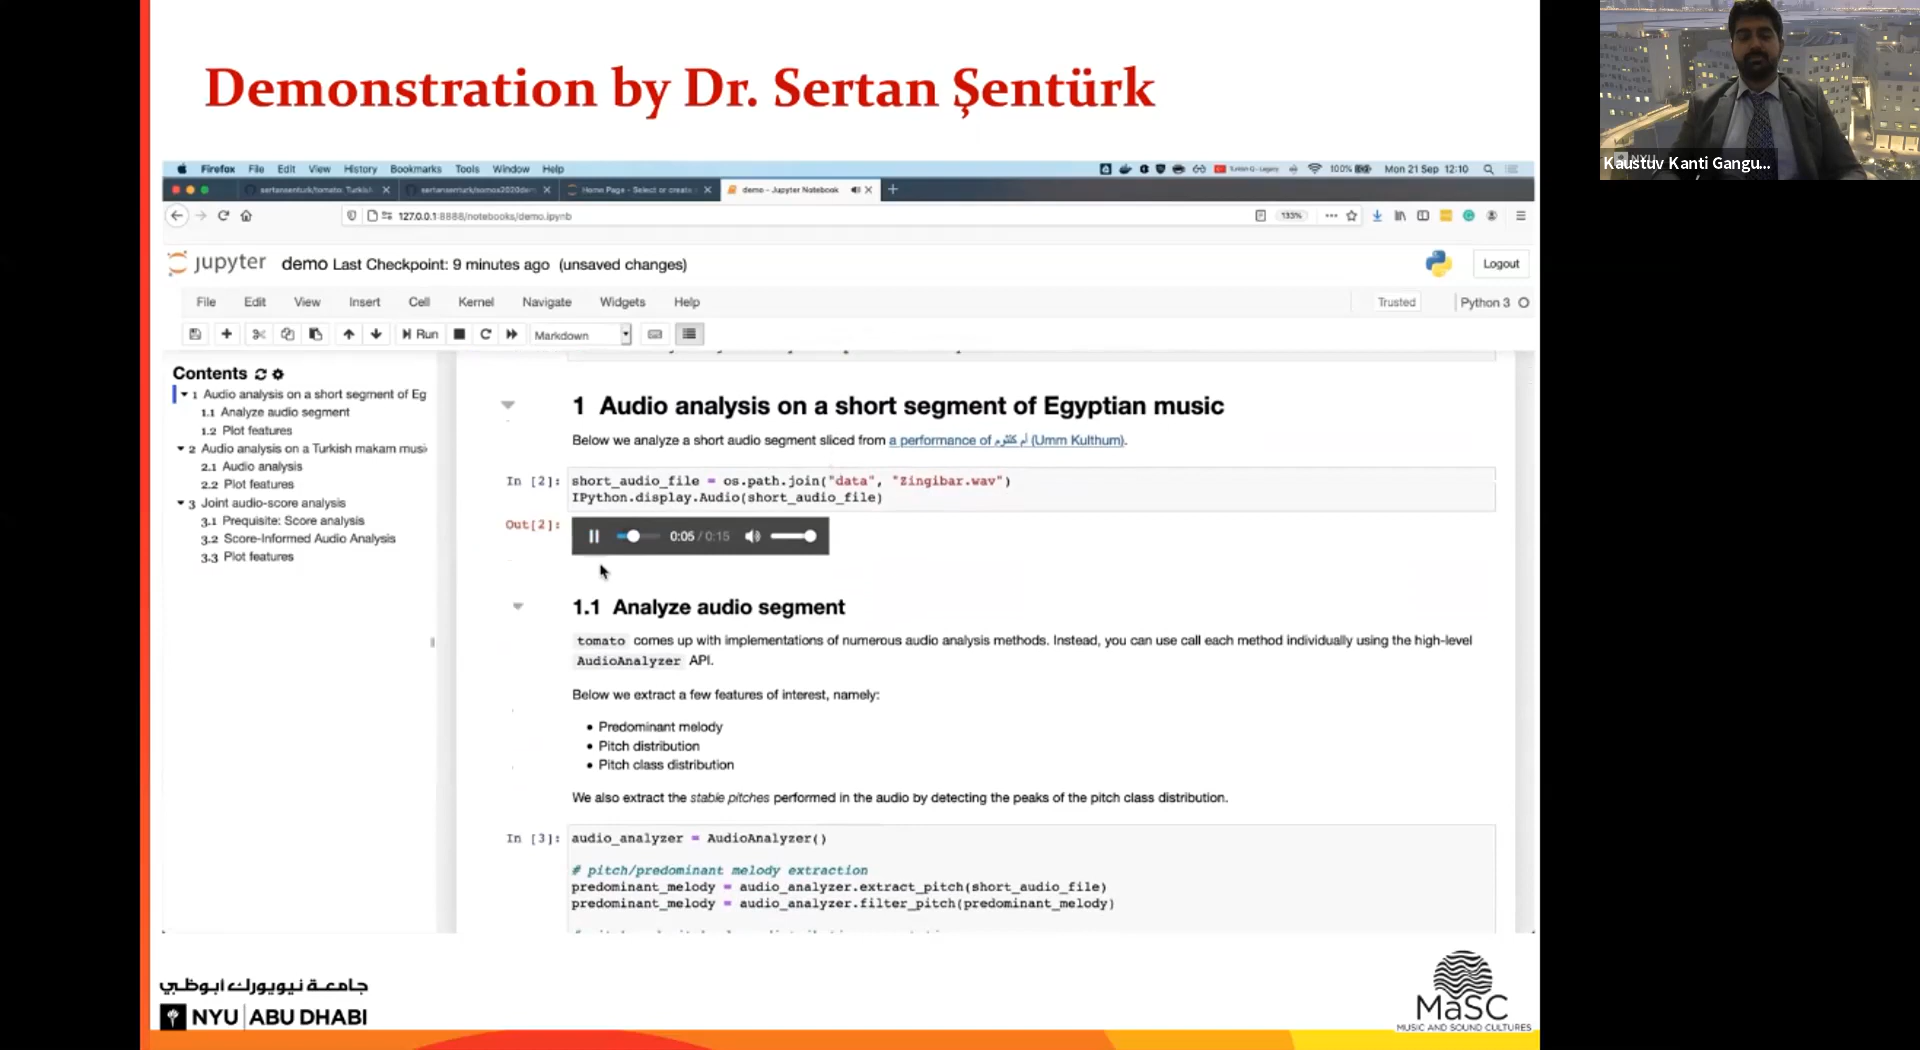 Demonstration by Dr. Sertan Şentürk
Kaustuv Kanti Gangu...
Firefox File Edit View History Bookmarks Tools Window Help
100% Mon 21 Sep 12:10
sertansenturk/tomato: Turkish
Home Page - Select or create
demo - Jupyter Notebook
127.0.0.1:8888/notebooks/demo.ipynb
133%
jupyter demo Last Checkpoint: 9 minutes ago (unsaved changes)
Logout
File Edit View Insert Cell Kernel Navigate Widgets Help
Trusted Python 3
Run Markdown
Contents
1 Audio analysis on a short segment of Eg
1.1 Analyze audio segment
1.2 Plot features
2 Audio analysis on a Turkish makam musi
2.1 Audio analysis
2.2 Plot features
3 Joint audio-score analysis
3.1 Prequisite: Score analysis
3.2 Score-Informed Audio Analysis
3.3 Plot features
1 Audio analysis on a short segment of Egyptian music
Below we analyze a short audio segment sliced from a performance of أم كلثوم (Umm Kulthum).
In [2]: short_audio_file = os.path.join("data", "Zingibar.wav")
IPython.display.Audio(short_audio_file)
Out[2]:
0:05 / 0:15
1.1 Analyze audio segment
tomato comes up with implementations of numerous audio analysis methods. Instead, you can use call each method individually using the high-level
AudioAnalyzer API.
Below we extract a few features of interest, namely:
• Predominant melody
• Pitch distribution
• Pitch class distribution
We also extract the stable pitches performed in the audio by detecting the peaks of the pitch class distribution.
In [3]: audio_analyzer = AudioAnalyzer()
# pitch/predominant melody extraction
predominant_melody = audio_analyzer.extract_pitch(short_audio_file)
predominant_melody = audio_analyzer.filter_pitch(predominant_melody)
جامعة نيويورك أبوظبي
NYU ABU DHABI
MaSC
MUSIC AND SOUND CULTURES